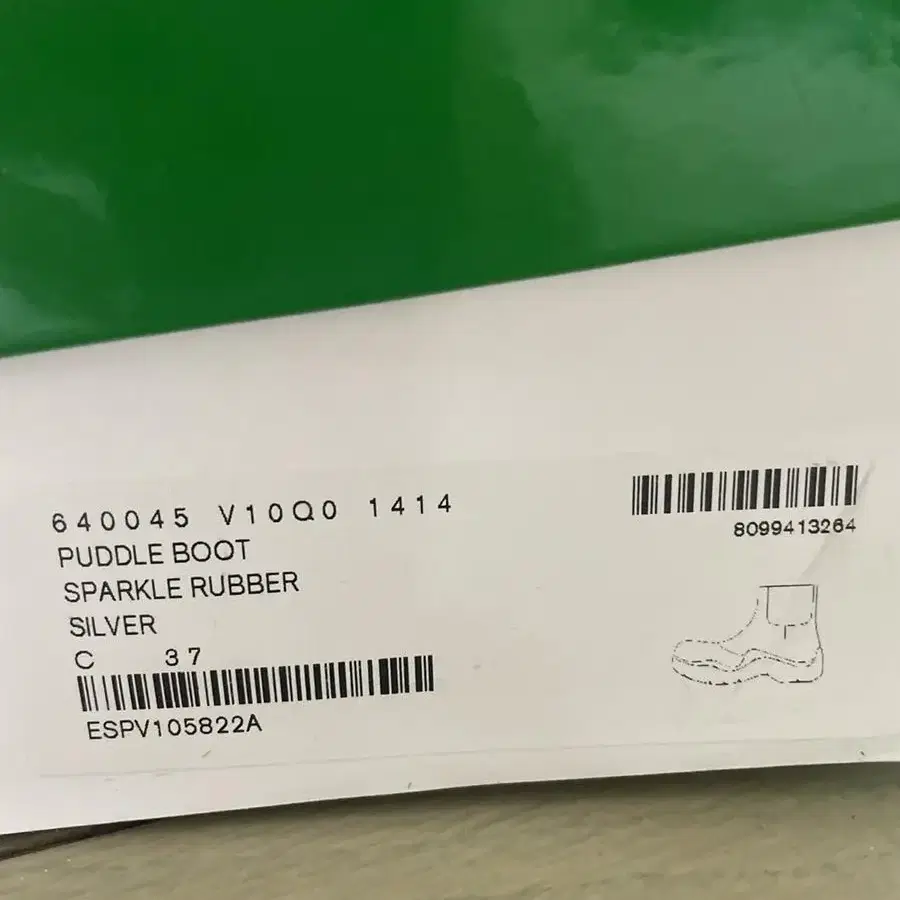 640045 V10Q0 1414
PUDDLE BOOT
SPARKLE RUBBER
SILVER
C 37
ESPV105822A
8099413264